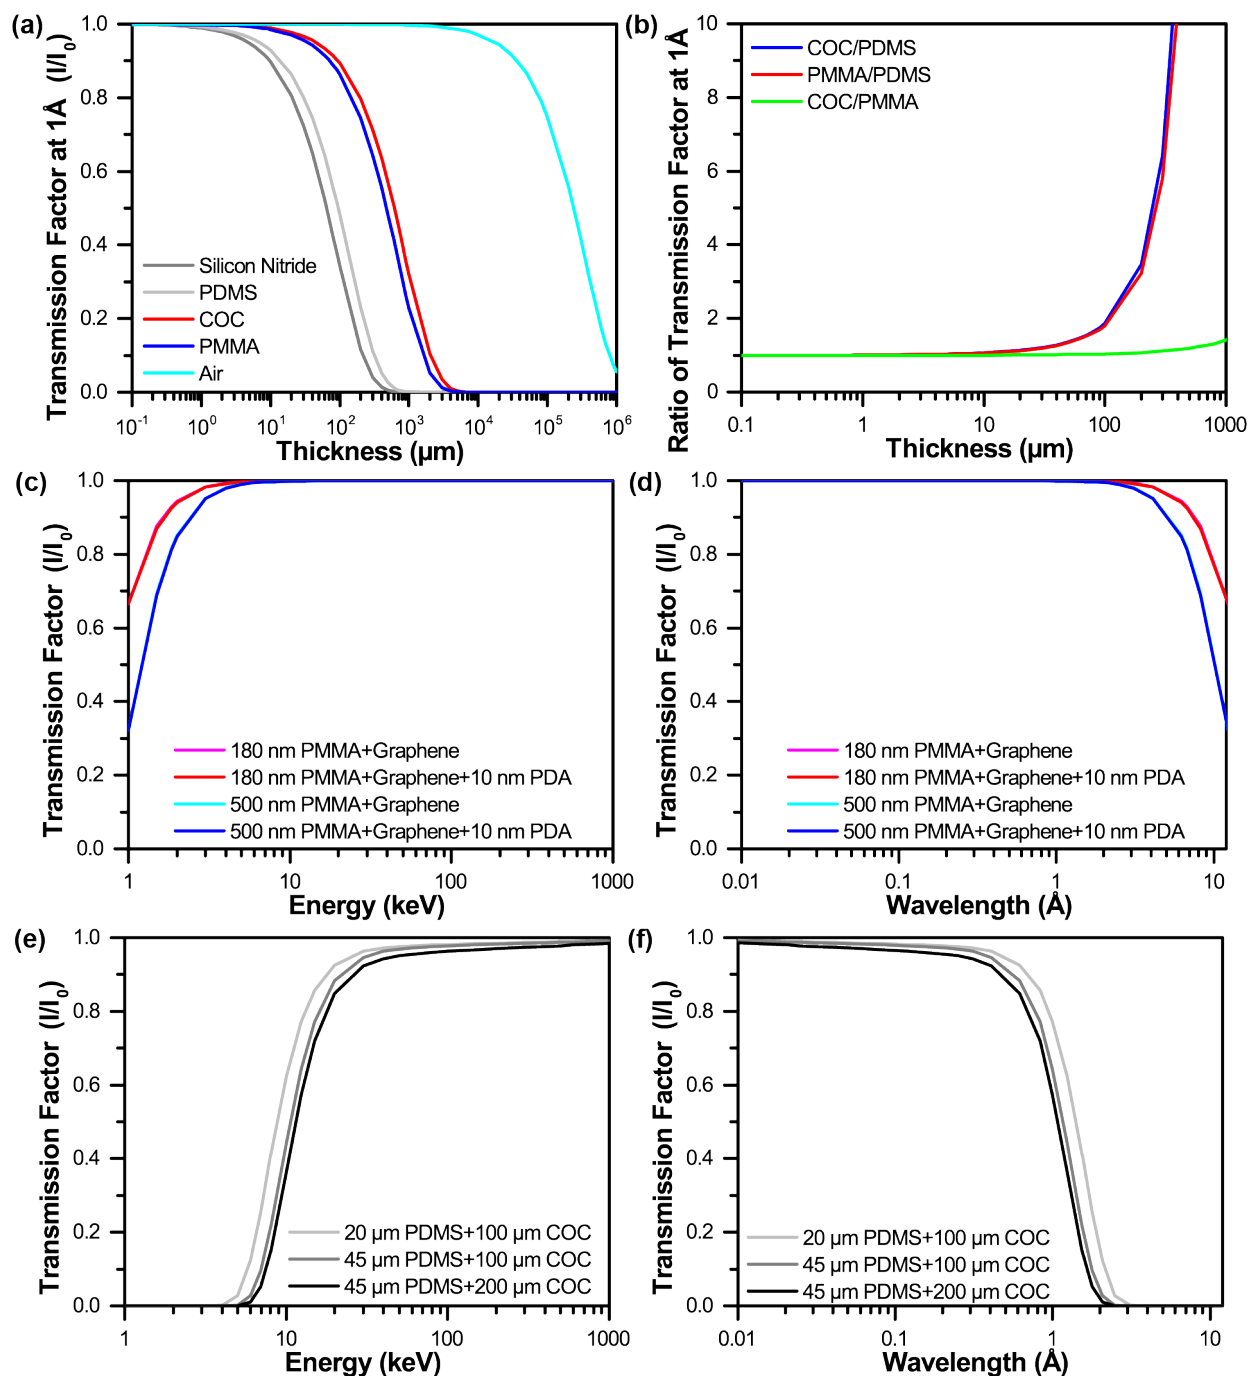 (a)
Transmission Factor at 1Å (I/I0)
1.0
0.8
0.6
0.4
0.2
0.0
Silicon Nitride
PDMS
COC
PMMA
Air
10-1 100 101 102 103 104 105 106
Thickness (µm)
(b)
Ratio of Transmission Factor at 1Å
10
8
6
4
2
0
COC/PDMS
PMMA/PDMS
COC/PMMA
0.1 1 10 100 1000
Thickness (µm)
(c)
Transmission Factor (I/I0)
1.0
0.8
0.6
0.4
0.2
0.0
180 nm PMMA+Graphene
180 nm PMMA+Graphene+10 nm PDA
500 nm PMMA+Graphene
500 nm PMMA+Graphene+10 nm PDA
1 10 100 1000
Energy (keV)
(d)
Transmission Factor (I/I0)
1.0
0.8
0.6
0.4
0.2
0.0
180 nm PMMA+Graphene
180 nm PMMA+Graphene+10 nm PDA
500 nm PMMA+Graphene
500 nm PMMA+Graphene+10 nm PDA
0.01 0.1 1 10
Wavelength (Å)
(e)
Transmission Factor (I/I0)
1.0
0.8
0.6
0.4
0.2
0.0
20 µm PDMS+100 µm COC
45 µm PDMS+100 µm COC
45 µm PDMS+200 µm COC
1 10 100 1000
Energy (keV)
(f)
Transmission Factor (I/I0)
1.0
0.8
0.6
0.4
0.2
0.0
20 µm PDMS+100 µm COC
45 µm PDMS+100 µm COC
45 µm PDMS+200 µm COC
0.01 0.1 1 10
Wavelength (Å)